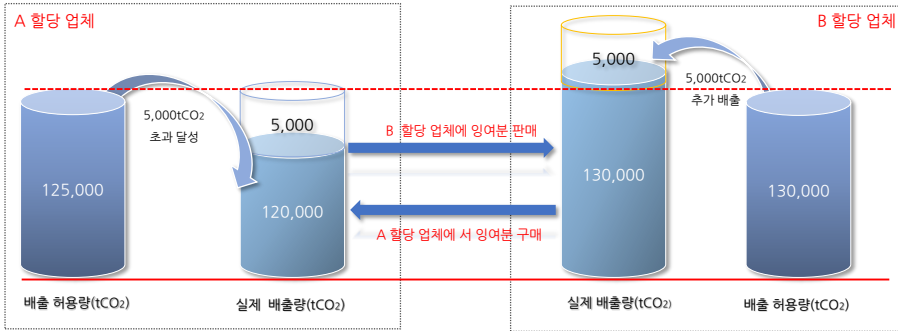 A 할당 업체
B 할당 업체
5,000tCO2
초과 달성
5,000
125,000
120,000
B 할당 업체에 잉여분 판매
A 할당 업체에 서 잉여분 구매
5,000
5,000tCO2
추가 배출
130,000
130,000
배출 허용량(tCO2)
실제 배출량(tCO2)
실제 배출량(tCO2)
배출 허용량(tCO2)